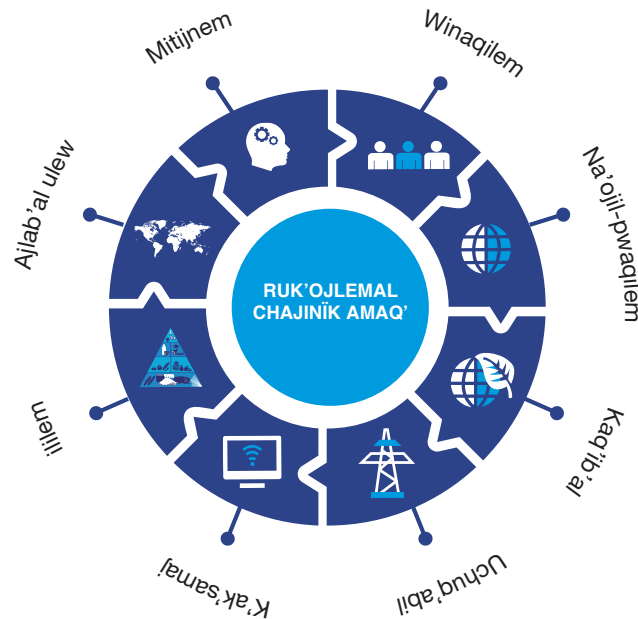 Mitijnem
Winaqilem
Ajlab'al ulew
Na'ojil-pwaqilem
RUK'OJLEMAL
CHAJINÏK AMAQ'
iililem
Kaq'ib'al
K'ak'samaj
Uchuq'abil